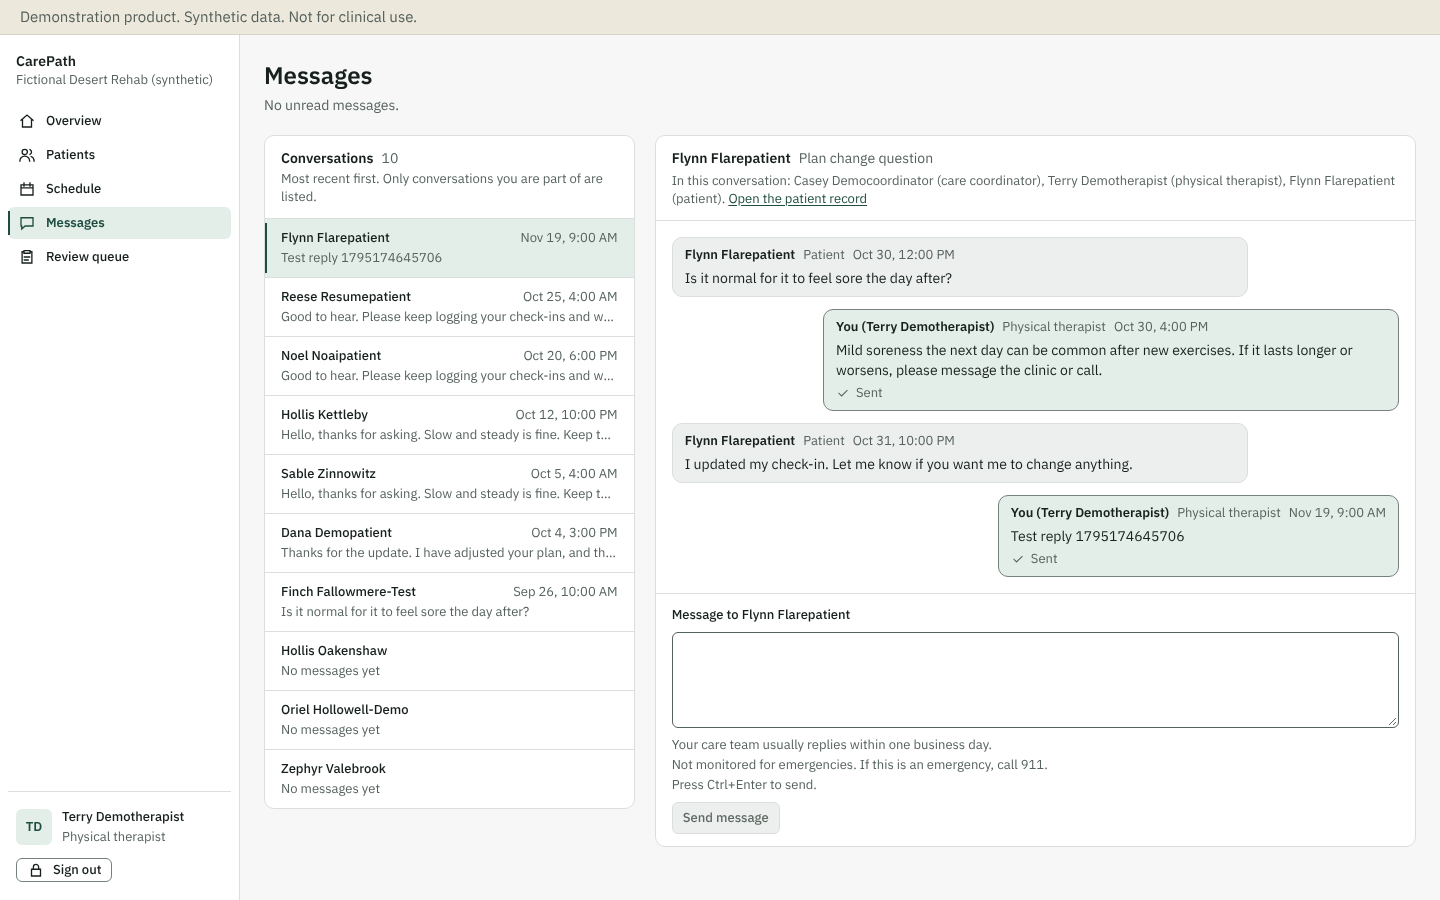 Demonstration product. Synthetic data. Not for clinical use.
CarePath
Fictional Desert Rehab (synthetic)
Overview
Patients
Schedule
Messages
Review queue
TD
Terry Demotherapist
Physical therapist
Sign out
Messages
No unread messages.
Conversations 10
Most recent first. Only conversations you are part of are
listed.
Flynn Flarepatient Nov 19, 9:00 AM
Test reply 1795174645706
Reese Resumepatient Oct 25, 4:00 AM
Good to hear. Please keep logging your check-ins and w...
Noel Noaipatient Oct 20, 6:00 PM
Good to hear. Please keep logging your check-ins and w...
Hollis Kettleby Oct 12, 10:00 PM
Hello, thanks for asking. Slow and steady is fine. Keep t...
Sable Zinnowitz Oct 5, 4:00 AM
Hello, thanks for asking. Slow and steady is fine. Keep t...
Dana Demopatient Oct 4, 3:00 PM
Thanks for the update. I have adjusted your plan, and th...
Finch Fallowmere-Test Sep 26, 10:00 AM
Is it normal for it to feel sore the day after?
Hollis Oakenshaw
No messages yet
Oriel Hollowell-Demo
No messages yet
Zephyr Valebrook
No messages yet
Flynn Flarepatient Plan change question
In this conversation: Casey Democoordinator (care coordinator), Terry Demotherapist (physical therapist), Flynn Flarepatient
(patient). Open the patient record
Flynn Flarepatient Patient Oct 30, 12:00 PM
Is it normal for it to feel sore the day after?
You (Terry Demotherapist) Physical therapist Oct 30, 4:00 PM
Mild soreness the next day can be common after new exercises. If it lasts longer or
worsens, please message the clinic or call.
Sent
Flynn Flarepatient Patient Oct 31, 10:00 PM
I updated my check-in. Let me know if you want me to change anything.
You (Terry Demotherapist) Physical therapist Nov 19, 9:00 AM
Test reply 1795174645706
Sent
Message to Flynn Flarepatient
Your care team usually replies within one business day.
Not monitored for emergencies. If this is an emergency, call 911.
Press Ctrl+Enter to send.
Send message